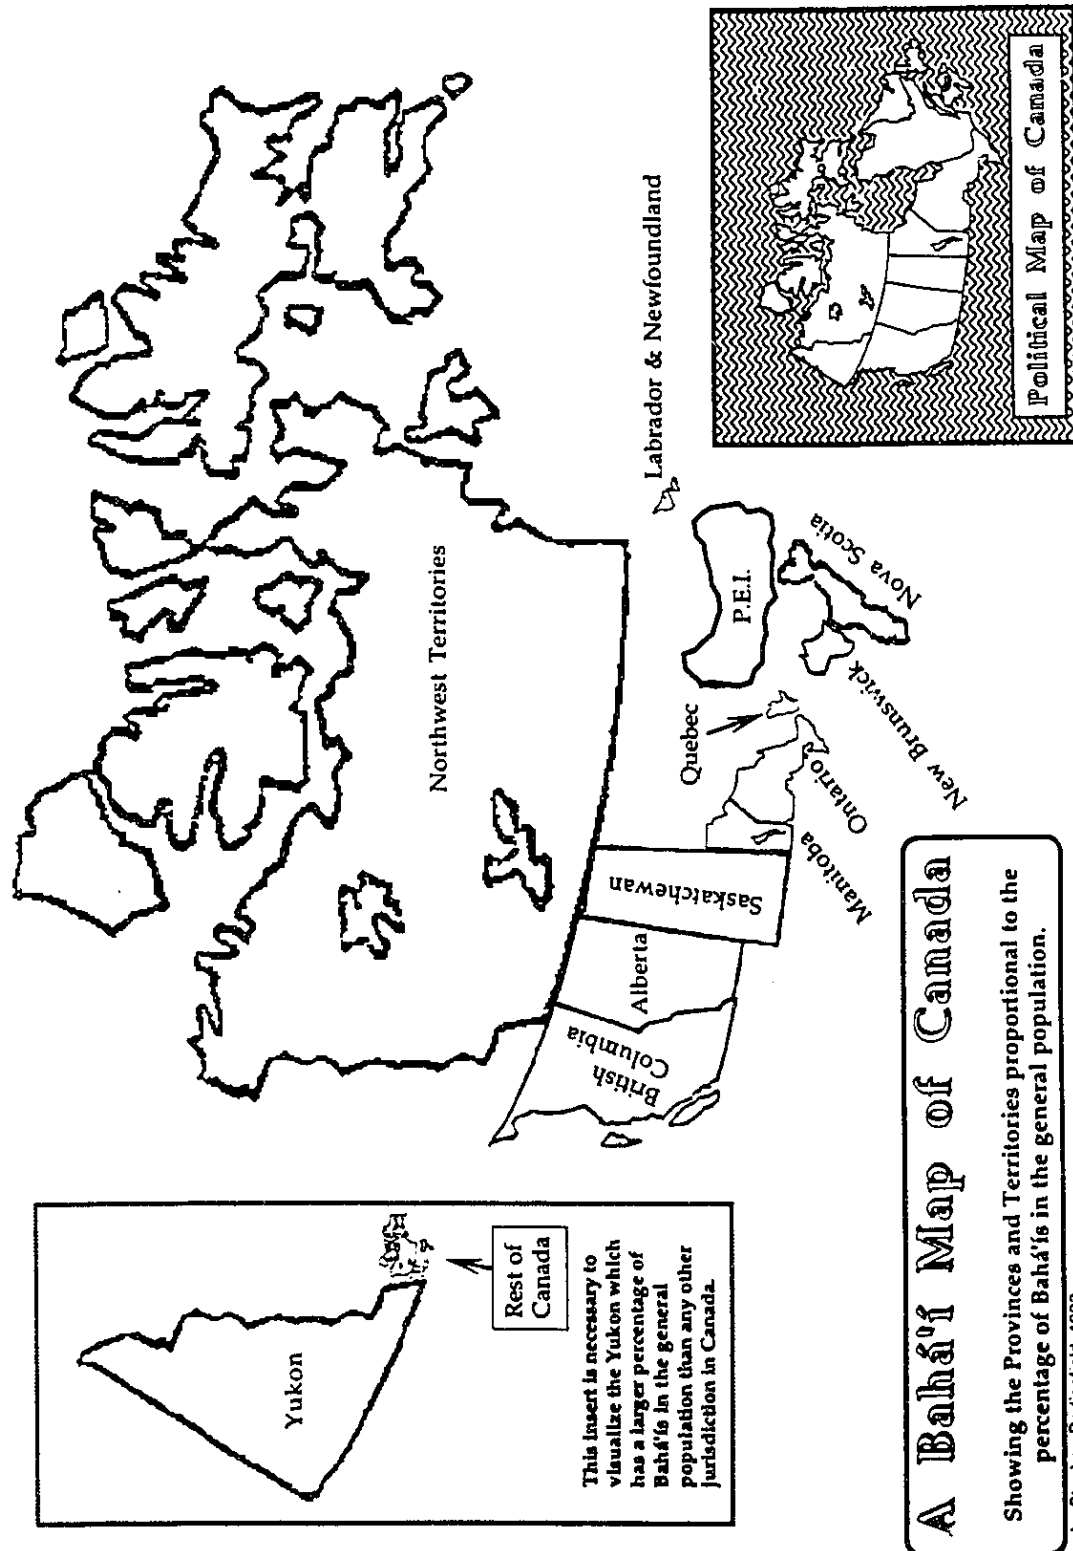 Yukon
Rest of
Canada
This insert is necessary to
visualize the Yukon which
has a larger percentage of
Bahá'ís in the general
population than any other
jurisdiction in Canada.
Northwest Territories
British
Columbia
Alberta
Saskatchewan
Manitoba
Ontario
Quebec
New Brunswick
Nova Scotia
P.E.I.
Labrador & Newfoundland
Political Map of Canada
A Bahá'í Map of Canada
Showing the Provinces and Territories proportional to the
percentage of Bahá'ís in the general population.